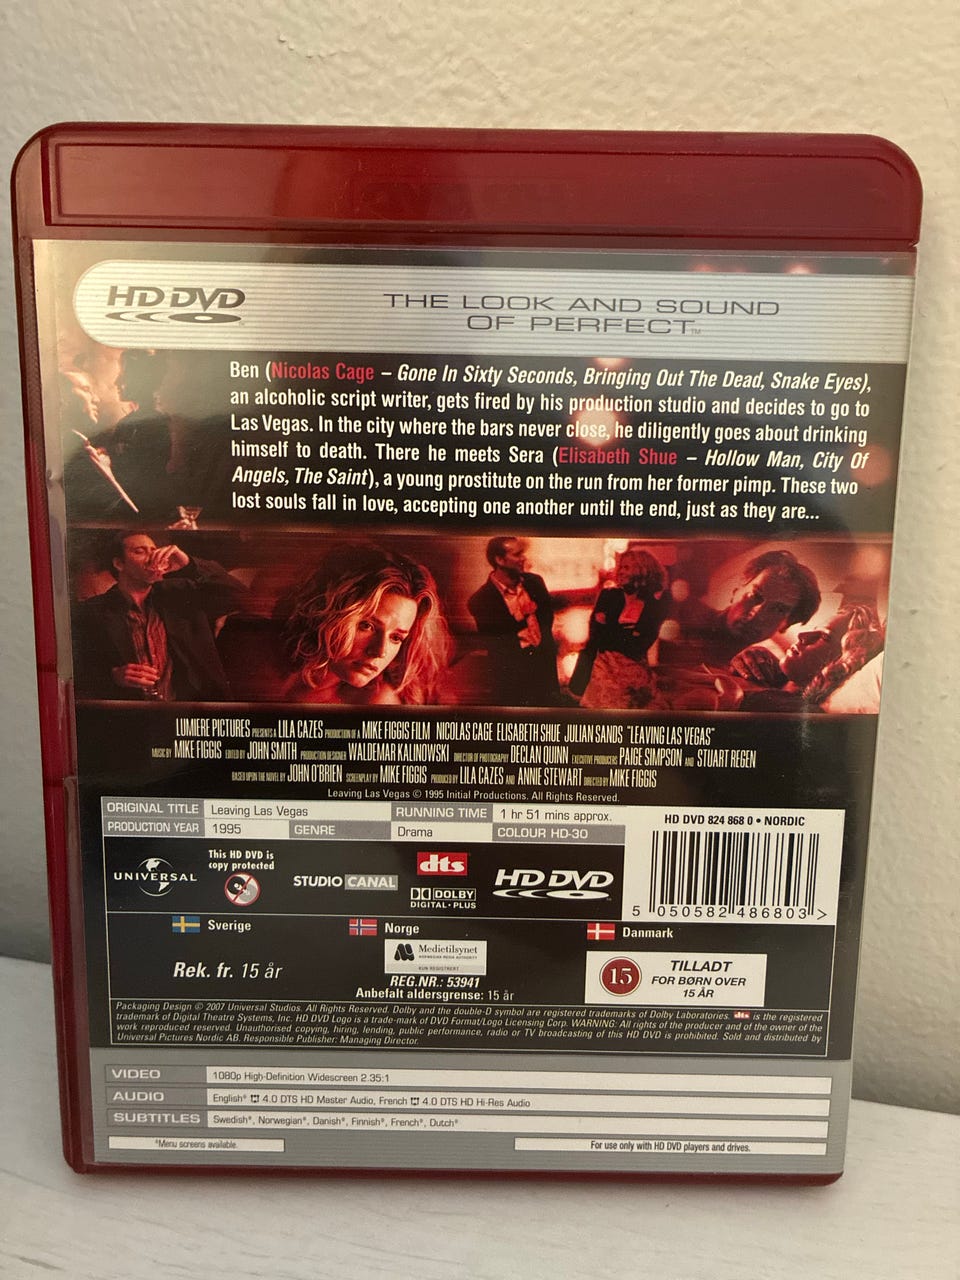 HD DVD
THE LOOK AND SOUND
OF PERFECT™
Ben (Nicolas Cage – Gone In Sixty Seconds, Bringing Out The Dead, Snake Eyes),
an alcoholic script writer, gets fired by his production studio and decides to go to
Las Vegas. In the city where the bars never close, he diligently goes about drinking
himself to death. There he meets Sera (Elisabeth Shue – Hollow Man, City Of
Angels, The Saint), a young prostitute on the run from her former pimp. These two
lost souls fall in love, accepting one another until the end, just as they are...
LUMIERE PICTURES PRESENTS A LILA CAZES PRODUCTION OF A MIKE FIGGIS FILM NICOLAS CAGE ELISABETH SHUE JULIAN SANDS "LEAVING LAS VEGAS"
MUSIC BY MIKE FIGGIS EDITED BY JOHN SMITH PRODUCTION DESIGNER WALDEMAR KALINOWSKI DIRECTOR OF PHOTOGRAPHY DECLAN QUINN EXECUTIVE PRODUCERS PAIGE SIMPSON AND STUART REGEN
BASED UPON THE NOVEL BY JOHN O'BRIEN SCREENPLAY BY MIKE FIGGIS PRODUCED BY LILA CAZES AND ANNIE STEWART DIRECTED BY MIKE FIGGIS
Leaving Las Vegas © 1995 Initial Productions. All Rights Reserved.
ORIGINAL TITLE Leaving Las Vegas RUNNING TIME 1 hr 51 mins approx.
PRODUCTION YEAR 1995 GENRE Drama COLOUR HD-30
HD DVD 824 868 0 • NORDIC
5 050582 486803 >
UNIVERSAL
This HD DVD is
copy protected
STUDIO CANAL
dts
DOLBY
DIGITAL·PLUS
HD DVD
Sverige
Rek. fr. 15 år
Norge
Medietilsynet
NORWEGIAN MEDIA AUTHORITY
KUN REGISTRERT
REG.NR.: 53941
Anbefalt aldersgrense: 15 år
Danmark
15
TILLADT
FOR BØRN OVER
15 ÅR
Packaging Design © 2007 Universal Studios. All Rights Reserved. Dolby and the double-D symbol are registered trademarks of Dolby Laboratories. dts is the registered
trademark of Digital Theatre Systems, Inc. HD DVD Logo is a trade-mark of DVD Format/Logo Licensing Corp. WARNING: All rights of the producer and of the owner of the
work reproduced reserved. Unauthorised copying, hiring, lending, public performance, radio or TV broadcasting of this HD DVD is prohibited. Sold and distributed by
Universal Pictures Nordic AB. Responsible Publisher: Managing Director.
VIDEO 1080p High-Definition Widescreen 2.35:1
AUDIO English* 4.0 DTS HD Master Audio, French 4.0 DTS HD Hi-Res Audio
SUBTITLES Swedish*, Norwegian*, Danish*, Finnish*, French*, Dutch*
*Menu screens available.
For use only with HD DVD players and drives.